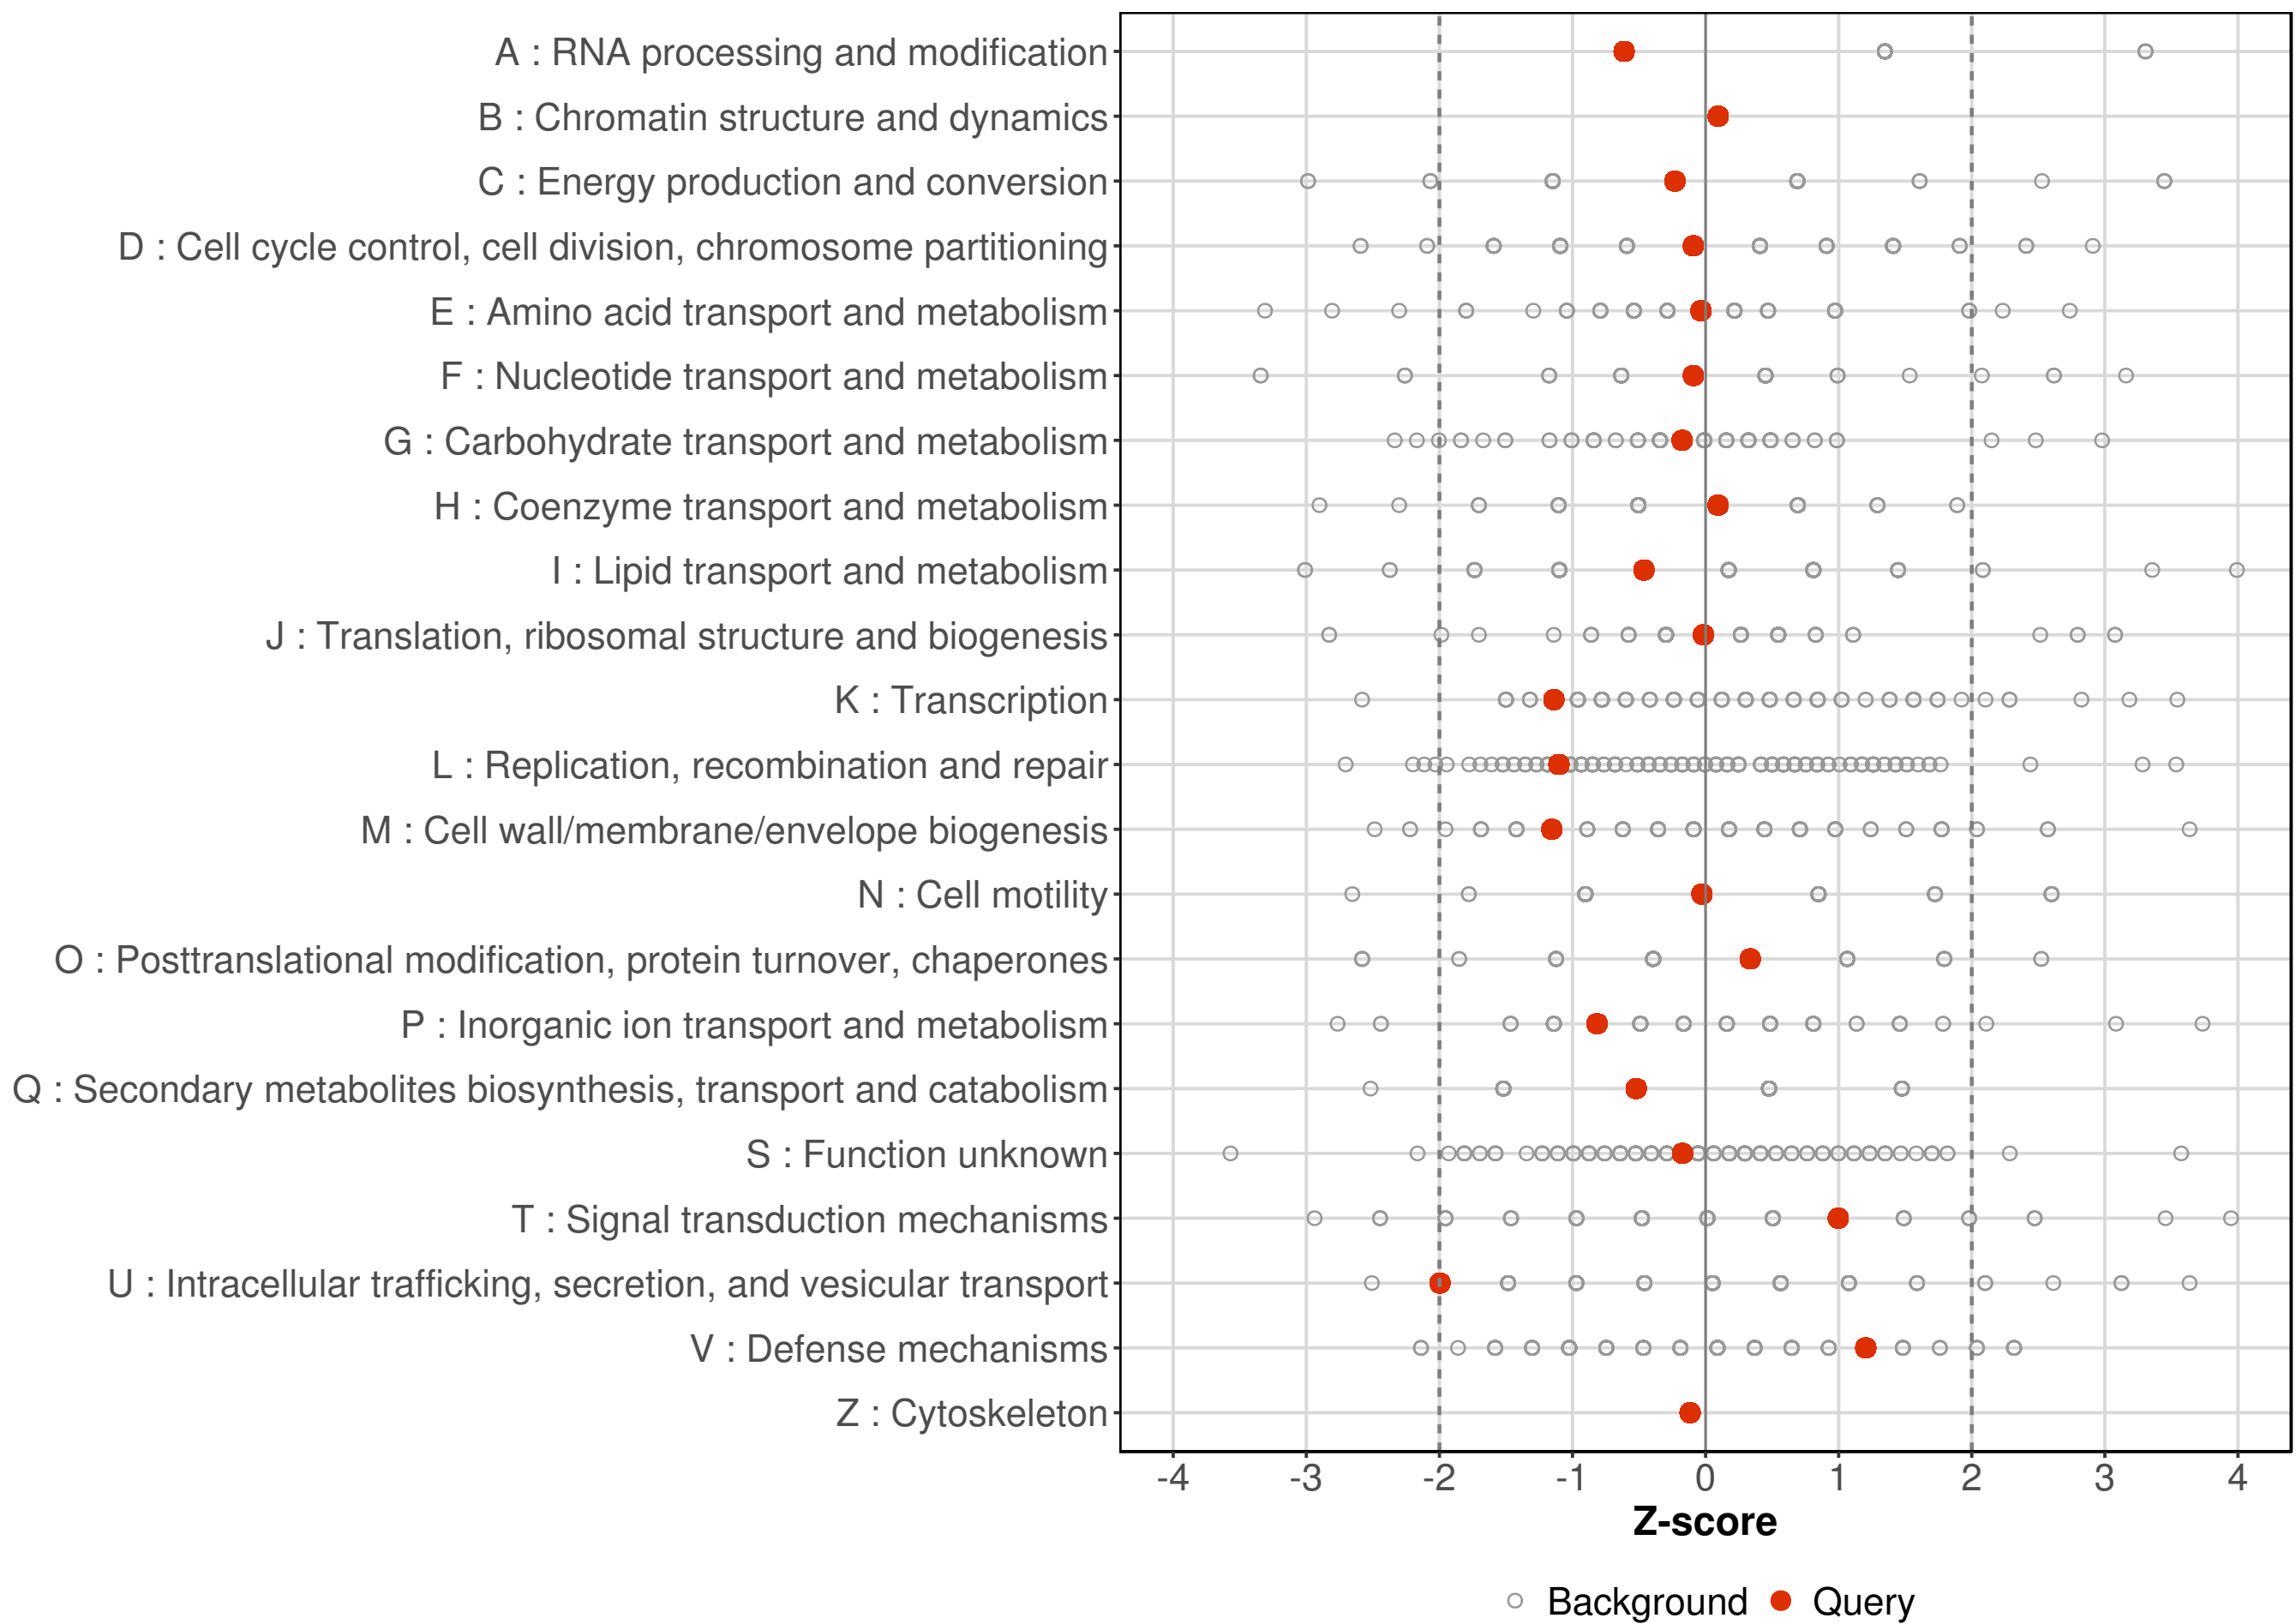 A : RNA processing and modification
B : Chromatin structure and dynamics
C : Energy production and conversion
D : Cell cycle control, cell division, chromosome partitioning
E : Amino acid transport and metabolism
F : Nucleotide transport and metabolism
G : Carbohydrate transport and metabolism
H : Coenzyme transport and metabolism
I : Lipid transport and metabolism
J : Translation, ribosomal structure and biogenesis
K : Transcription
L : Replication, recombination and repair
M : Cell wall/membrane/envelope biogenesis
N : Cell motility
O : Posttranslational modification, protein turnover, chaperones
P : Inorganic ion transport and metabolism
Q : Secondary metabolites biosynthesis, transport and catabolism
S : Function unknown
T : Signal transduction mechanisms
U : Intracellular trafficking, secretion, and vesicular transport
V : Defense mechanisms
Z : Cytoskeleton
-4 -3 -2 -1 0 1 2 3 4
Z-score
Background Query